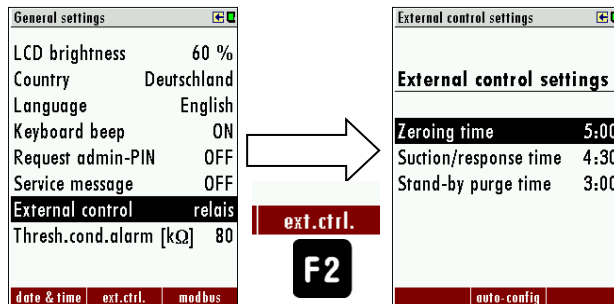 General settings
LCD brightness 60 %
Country Deutschland
Language English
Keyboard beep ON
Request admin-PIN OFF
Service message OFF
External control relais
Thresh.cond.alarm [kΩ] 80
date & time ext.ctrl. modbus
ext.ctrl.
F2
External control settings
External control settings
Zeroing time 5:00
Suction/response time 4:30
Stand-by purge time 3:00
auto-config